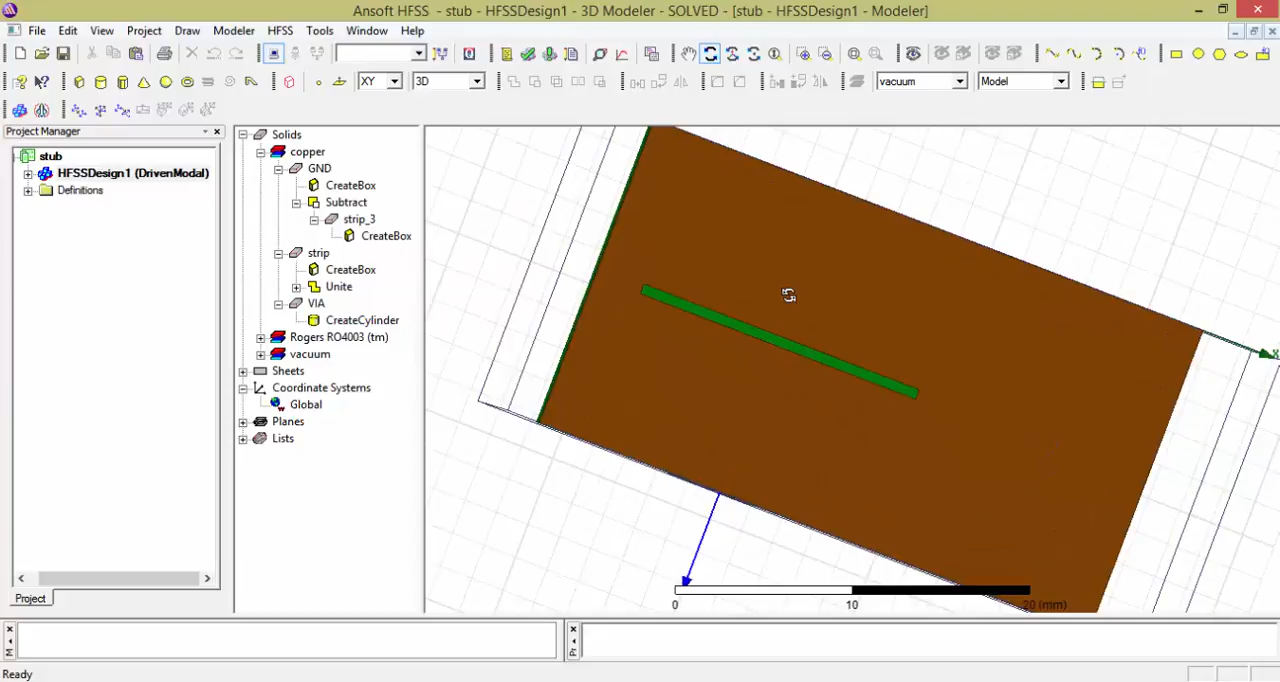 Ansoft HFSS - stub - HFSSDesign1 - 3D Modeler - SOLVED - [stub - HFSSDesign1 - Modeler]
File Edit View Project Draw Modeler HFSS Tools Window Help
XY 3D vacuum Model
Project Manager
stub
HFSSDesign1 (DrivenModal)
Definitions
Project
Solids
copper
GND
CreateBox
Subtract
strip_3
CreateBox
strip
CreateBox
Unite
VIA
CreateCylinder
Rogers RO4003 (tm)
vacuum
Sheets
Coordinate Systems
Global
Planes
Lists
X
0 10 20 (mm)
M
Pr
Ready